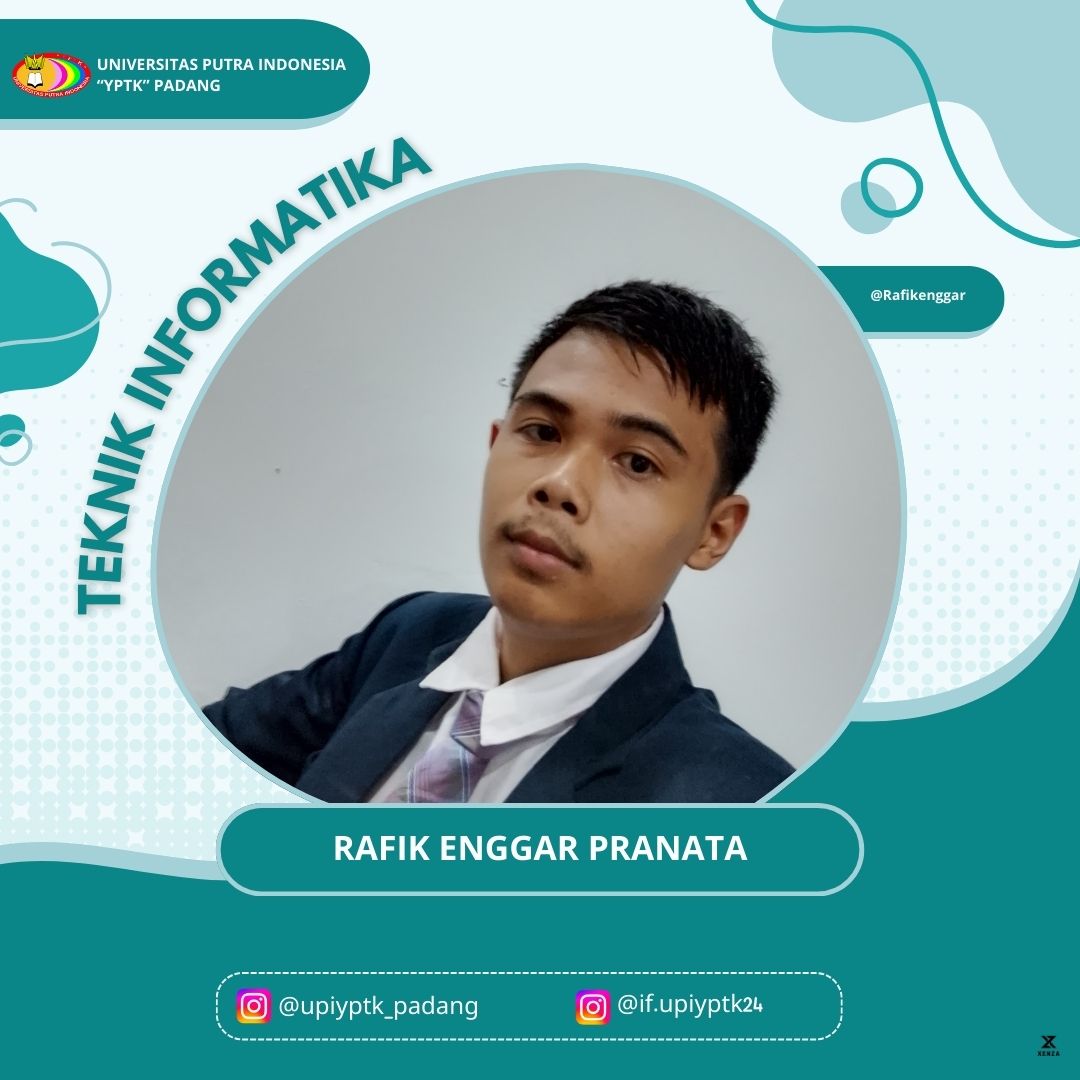 UNIVERSITAS PUTRA INDONESIA
“YPTK” PADANG
TEKNIK INFORMATIKA
@Rafikenggar
RAFIK ENGGAR PRANATA
@upiyptk_padang
@if.upiyptk24
XENZA